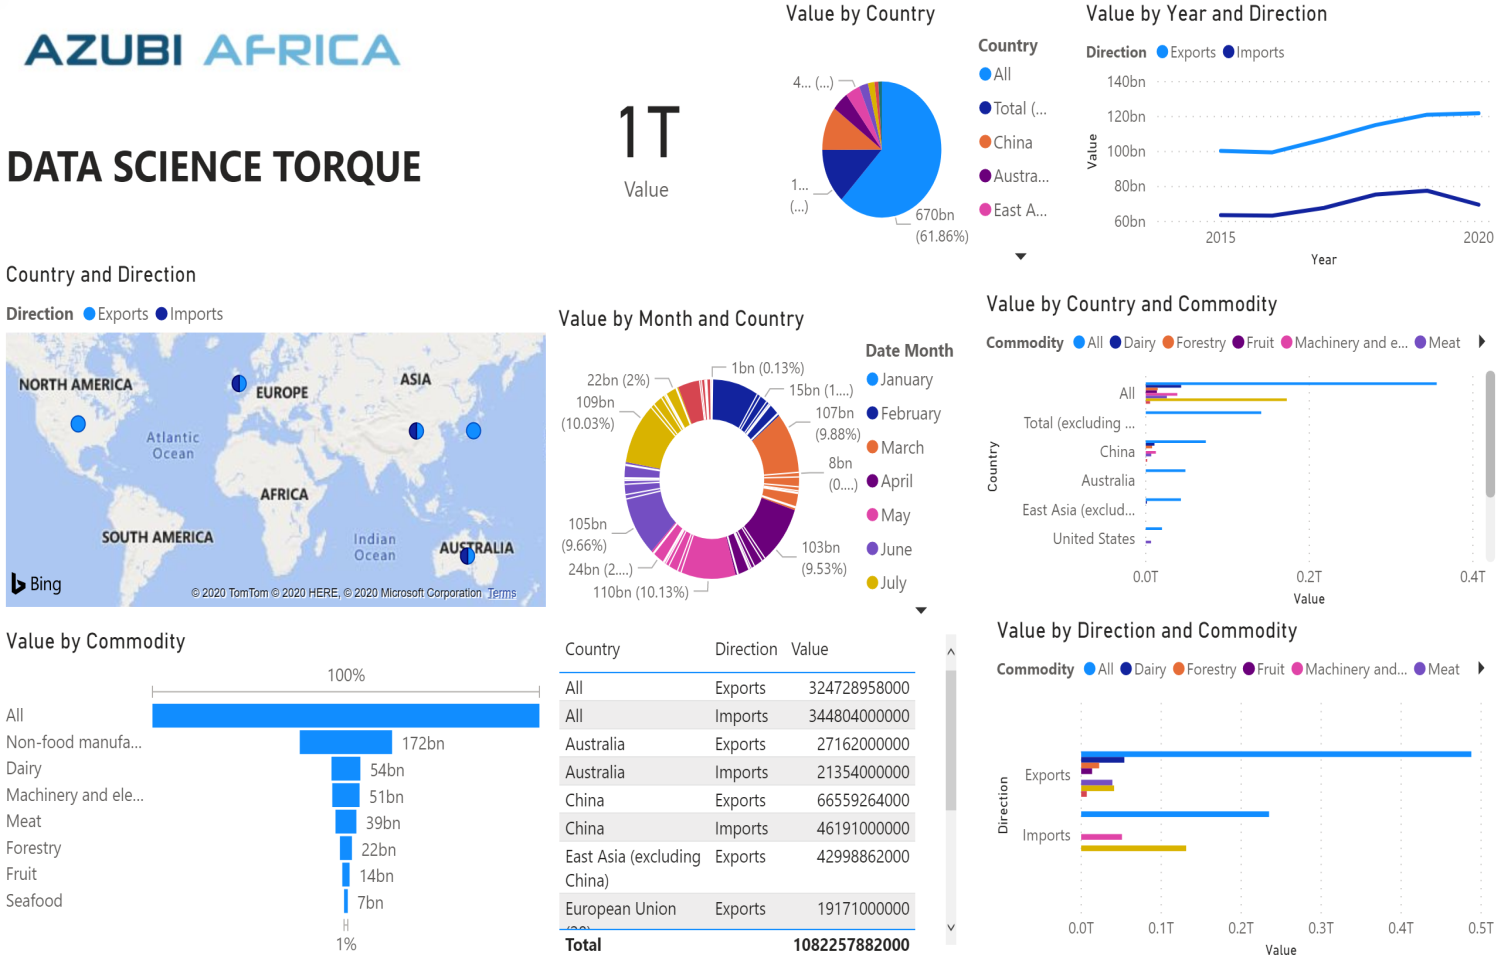 AZUBI AFRICA
DATA SCIENCE TORQUE
1T
Value
Value by Country
4... (...)
1...
(...)
670bn
(61.86%)
Country
All
Total (...
China
Austra...
East A...
Value by Year and Direction
Direction Exports Imports
140bn
120bn
100bn
80bn
60bn
Value
2015 2020
Year
Country and Direction
Direction Exports Imports
NORTH AMERICA
EUROPE
ASIA
Atlantic
Ocean
AFRICA
SOUTH AMERICA
Indian
Ocean
AUSTRALIA
Bing
© 2020 TomTom © 2020 HERE, © 2020 Microsoft Corporation Terms
Value by Month and Country
1bn (0.13%)
15bn (1....)
107bn
(9.88%)
8bn
(0....)
103bn
(9.53%)
110bn (10.13%)
24bn (2....)
105bn
(9.66%)
109bn
(10.03%)
22bn (2%)
Date Month
January
February
March
April
May
June
July
Value by Country and Commodity
Commodity All Dairy Forestry Fruit Machinery and e... Meat
Country
All
Total (excluding ...
China
Australia
East Asia (exclud...
United States
0.0T 0.2T 0.4T
Value
Value by Commodity
100%
All
Non-food manufa... 172bn
Dairy 54bn
Machinery and ele... 51bn
Meat 39bn
Forestry 22bn
Fruit 14bn
Seafood 7bn
1%
Country Direction Value
All Exports 324728958000
All Imports 344804000000
Australia Exports 27162000000
Australia Imports 21354000000
China Exports 66559264000
China Imports 46191000000
East Asia (excluding Exports 42998862000
China)
European Union Exports 19171000000
Total 1082257882000
Value by Direction and Commodity
Commodity All Dairy Forestry Fruit Machinery and... Meat
Direction
Exports
Imports
0.0T 0.1T 0.2T 0.3T 0.4T 0.5T
Value